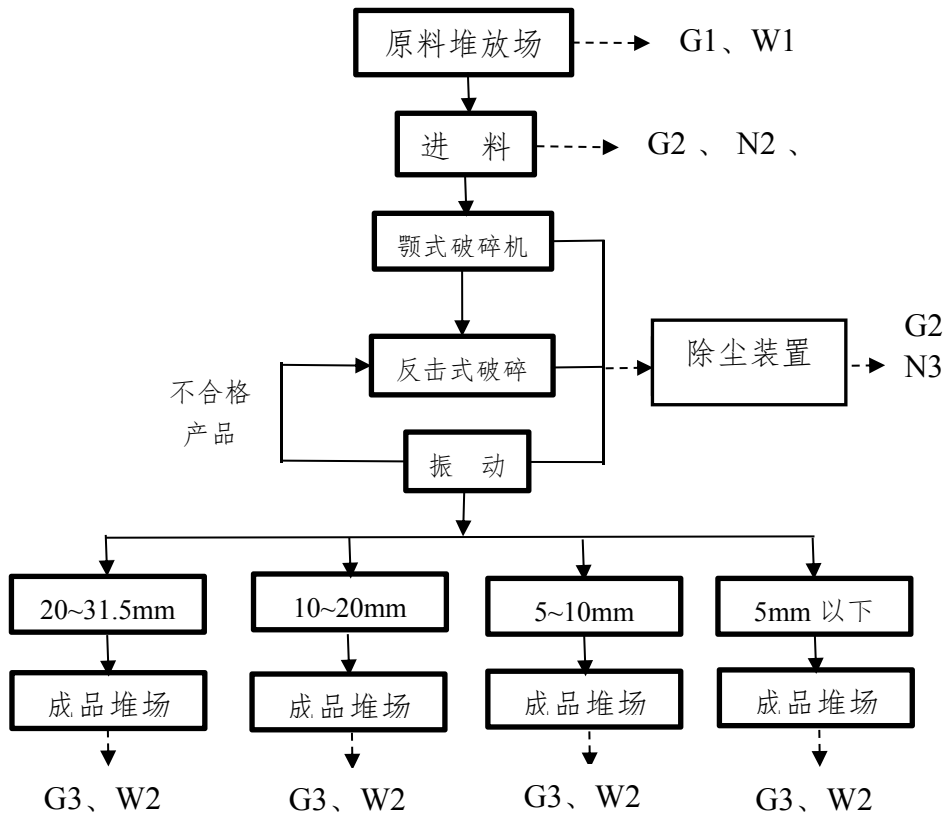 原料堆放场
G1、W1
进 料
G2 、 N2 、
颚式破碎机
反击式破碎
除尘装置
G2
N3
不合格
产品
振 动
20~31.5mm
10~20mm
5~10mm
5mm 以下
成品堆场
成品堆场
成品堆场
成品堆场
G3、W2
G3、W2
G3、W2
G3、W2